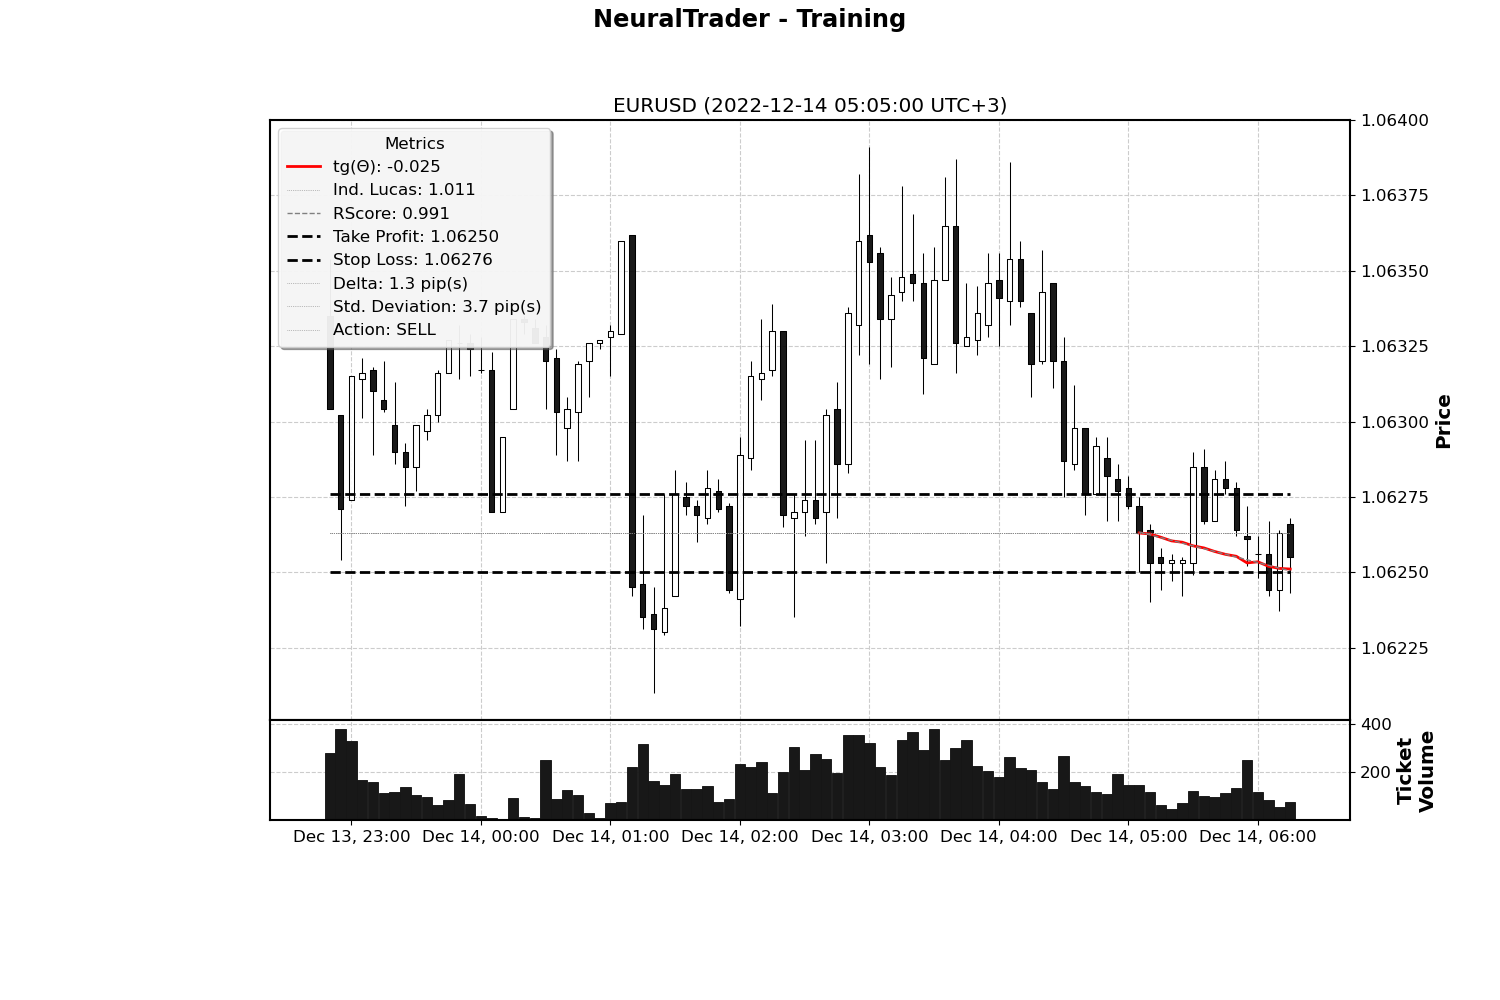 NeuralTrader - Training
EURUSD (2022-12-14 05:05:00 UTC+3)
Metrics
tg(Θ): -0.025
Ind. Lucas: 1.011
RScore: 0.991
Take Profit: 1.06250
Stop Loss: 1.06276
Delta: 1.3 pip(s)
Std. Deviation: 3.7 pip(s)
Action: SELL
1.06400
1.06375
1.06350
1.06325
1.06300
1.06275
1.06250
1.06225
Price
400
200
Ticket
Volume
Dec 13, 23:00 Dec 14, 00:00 Dec 14, 01:00 Dec 14, 02:00 Dec 14, 03:00 Dec 14, 04:00 Dec 14, 05:00 Dec 14, 06:00